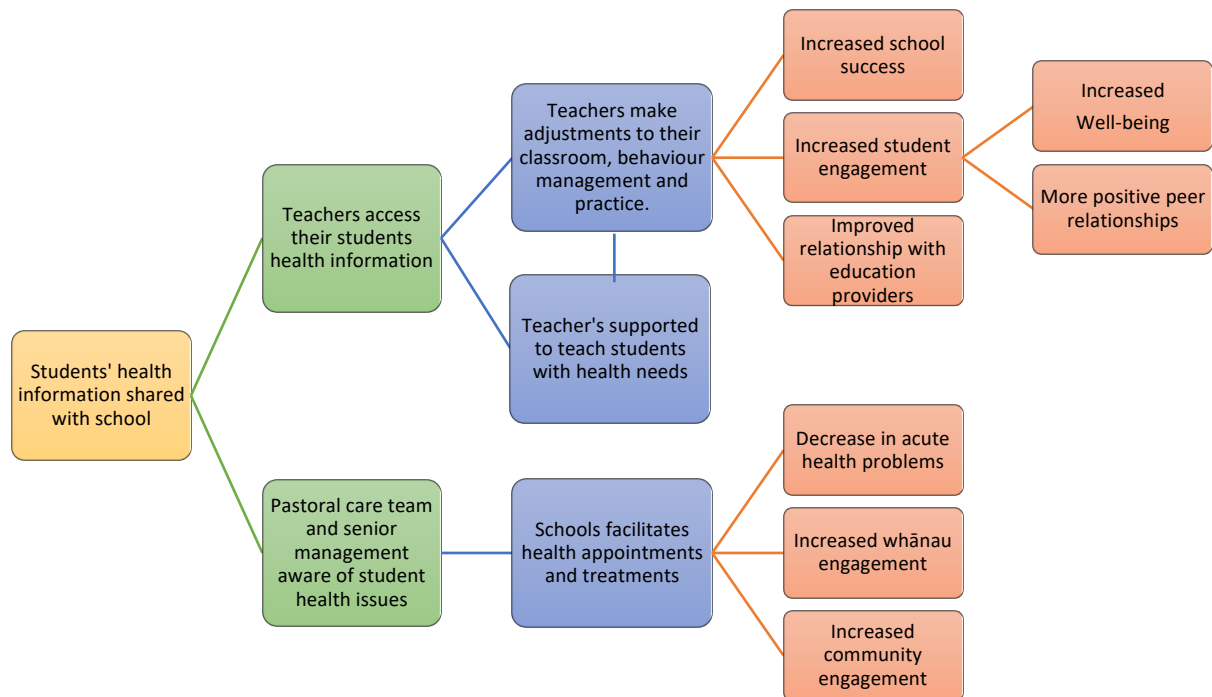 Students' health
information shared
with school
Teachers access
their students
health information
Pastoral care team
and senior
management
aware of student
health issues
Teachers make
adjustments to their
classroom, behaviour
management and
practice.
Teacher's supported
to teach students
with health needs
Schools facilitates
health appointments
and treatments
Increased school
success
Increased student
engagement
Improved
relationship with
education
providers
Decrease in acute
health problems
Increased whānau
engagement
Increased
community
engagement
Increased
Well-being
More positive peer
relationships